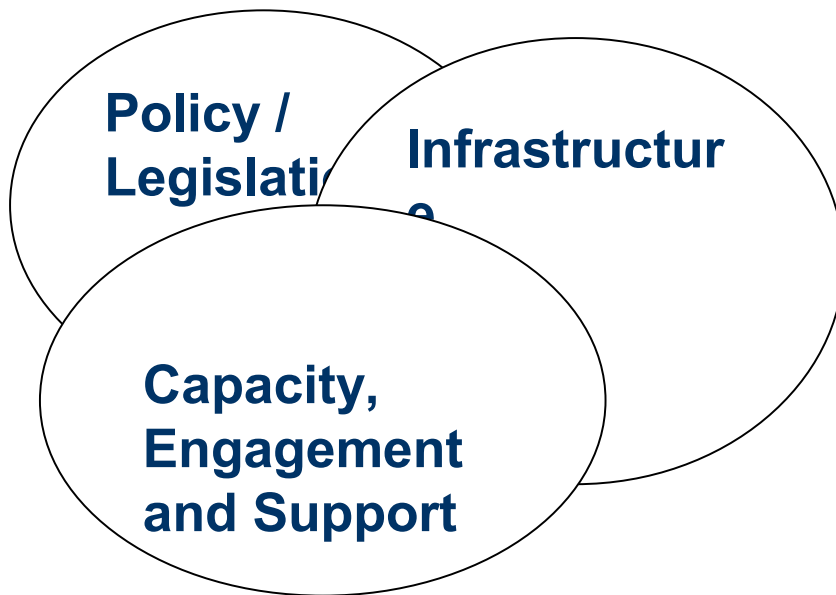 Policy /
Legislati
Infrastructur
e
Capacity,
Engagement
and Support